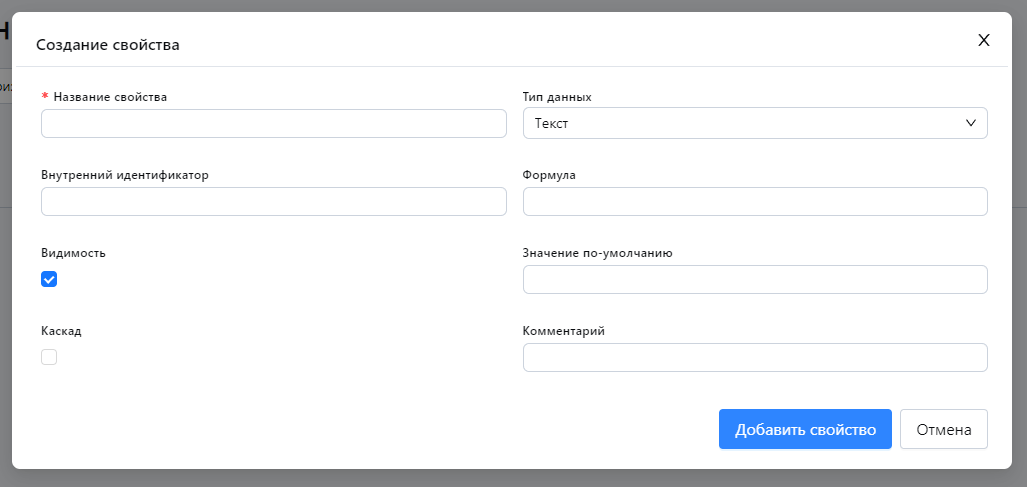 Создание свойства
* Название свойства
Тип данных
Текст
Внутренний идентификатор
Формула
Видимость
Значение по-умолчанию
Каскад
Комментарий
Добавить свойство
Отмена